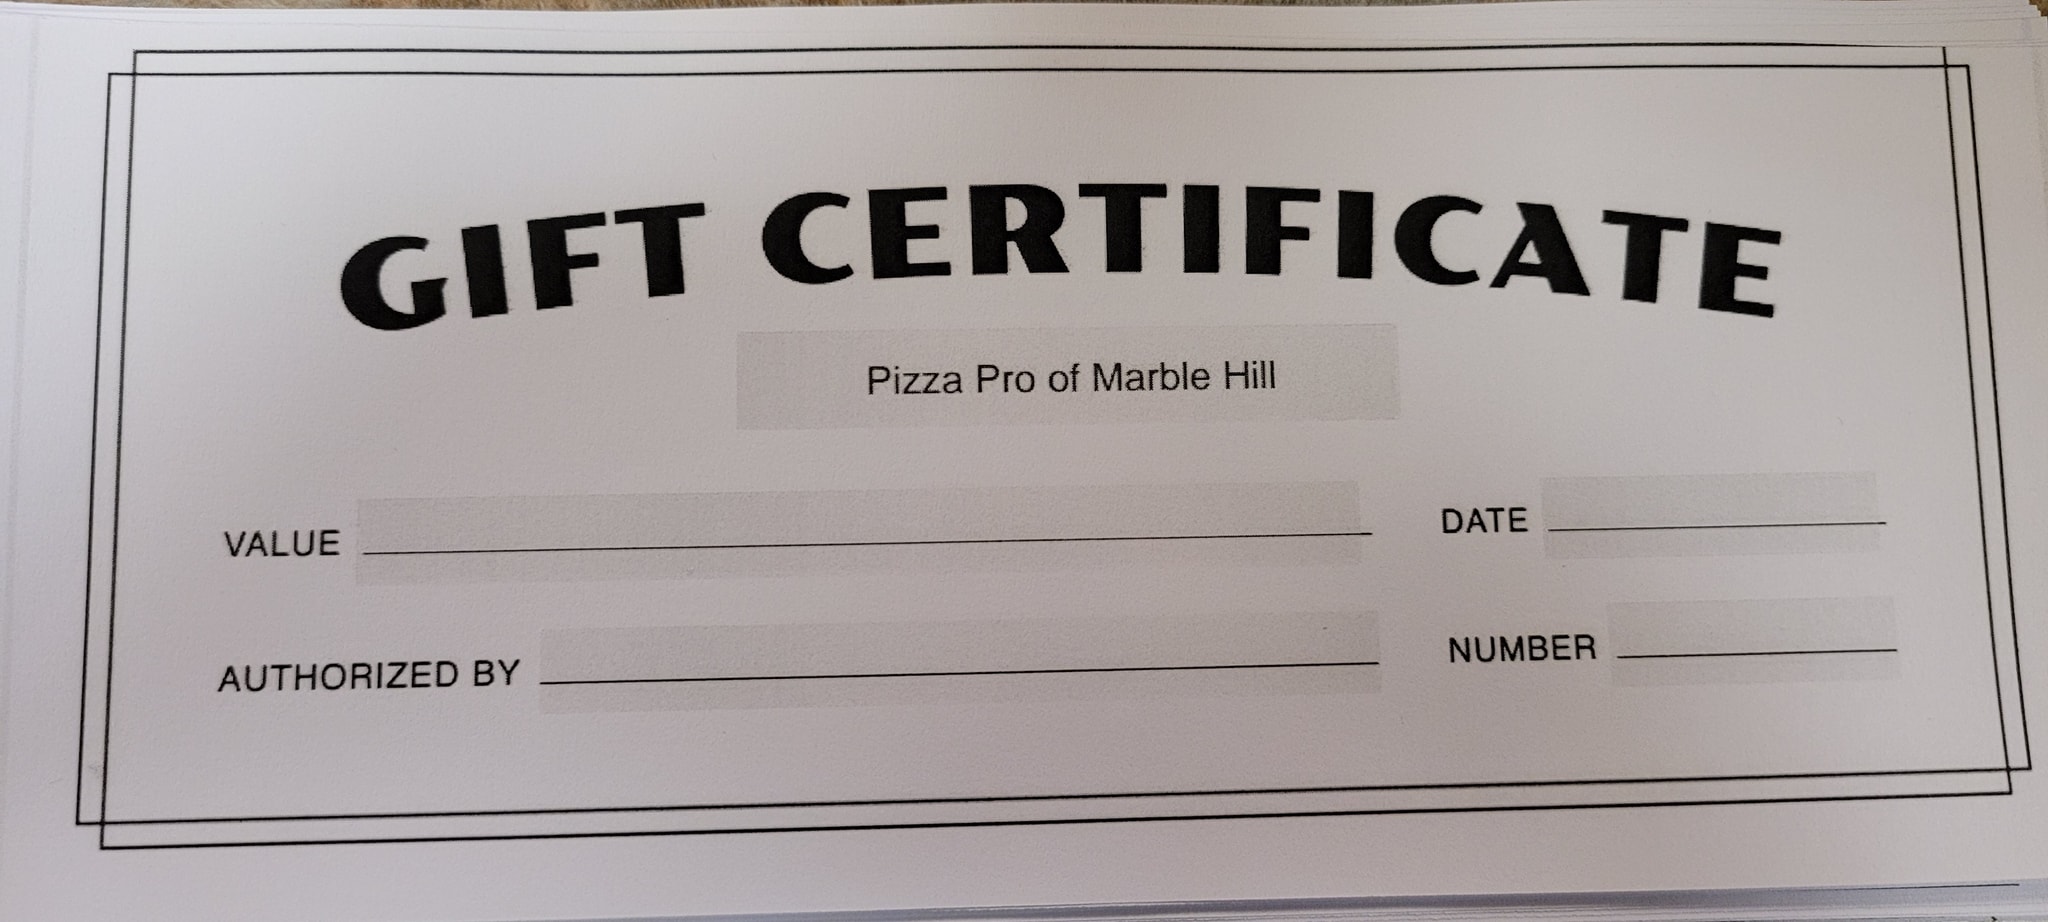 GIFT CERTIFICATE
Pizza Pro of Marble Hill
VALUE
DATE
AUTHORIZED BY
NUMBER